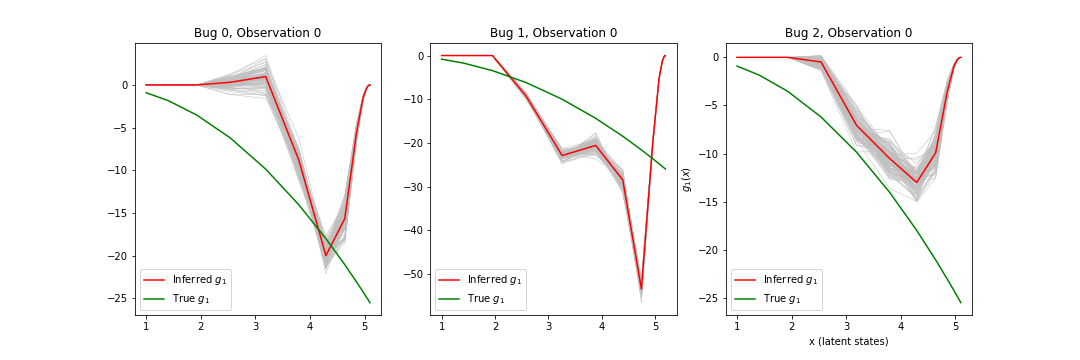 Bug 0, Observation 0
0
−5
−10
−15
−20
−25
1 2 3 4 5
Inferred g₁
True g₁
Bug 1, Observation 0
0
−10
−20
−30
−40
−50
1 2 3 4 5
Inferred g₁
True g₁
Bug 2, Observation 0
g₁(x)
0
−5
−10
−15
−20
−25
1 2 3 4 5
x (latent states)
Inferred g₁
True g₁